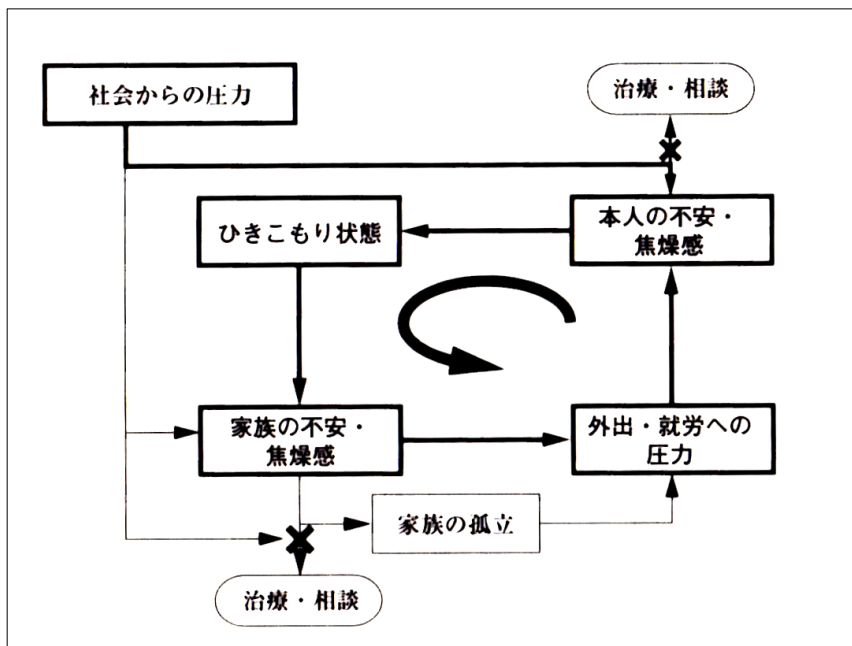 社会からの圧力
治療・相談
ひきこもり状態
本人の不安・
焦燥感
家族の不安・
焦燥感
外出・就労への
圧力
家族の孤立
治療・相談